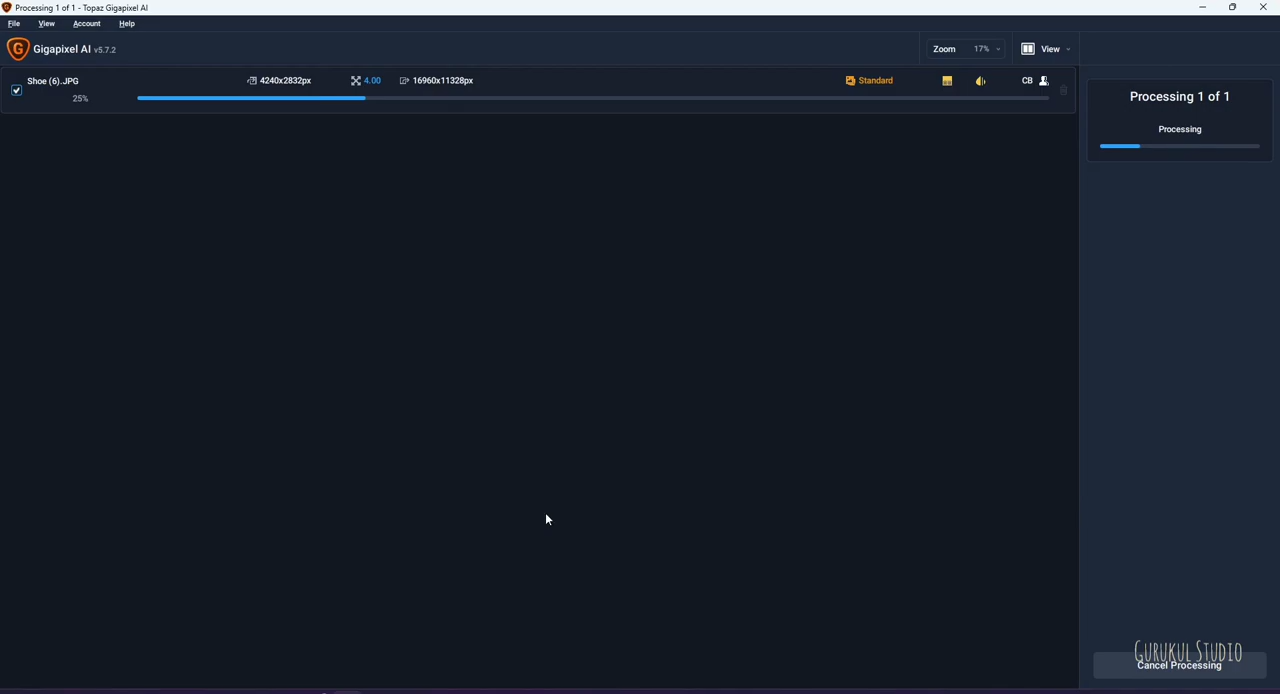 Processing 1 of 1 - Topaz Gigapixel AI
File View Account Help
G Gigapixel AI v5.7.2
Zoom 17% View
Shoe (6).JPG 4240x2832px 4.00 16960x11328px Standard CB
25%
Processing 1 of 1
Processing
GURUKUL STUDIO
Cancel Processing